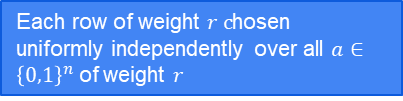 Each row of weight 𝑟 chosen
uniformly independently over all 𝑎 ∈
{0,1}ⁿ of weight 𝑟